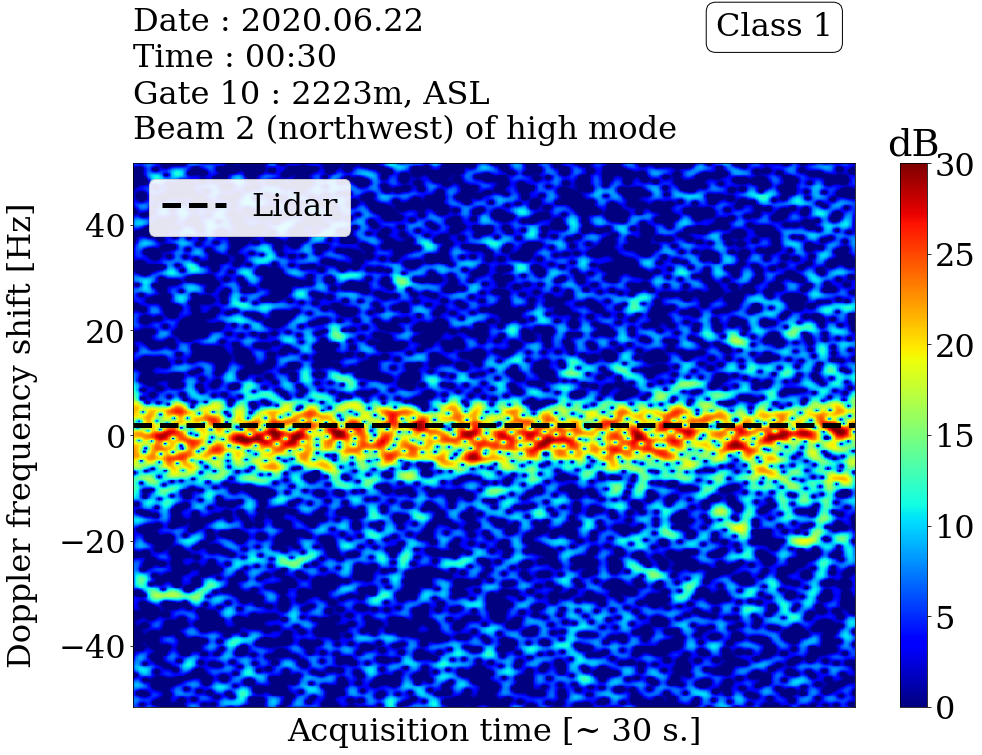 Date : 2020.06.22
Time : 00:30
Gate 10 : 2223m, ASL
Beam 2 (northwest) of high mode
Class 1
dB
Lidar
Doppler frequency shift [Hz]
40
20
0
−20
−40
30
25
20
15
10
5
0
Acquisition time [~ 30 s.]